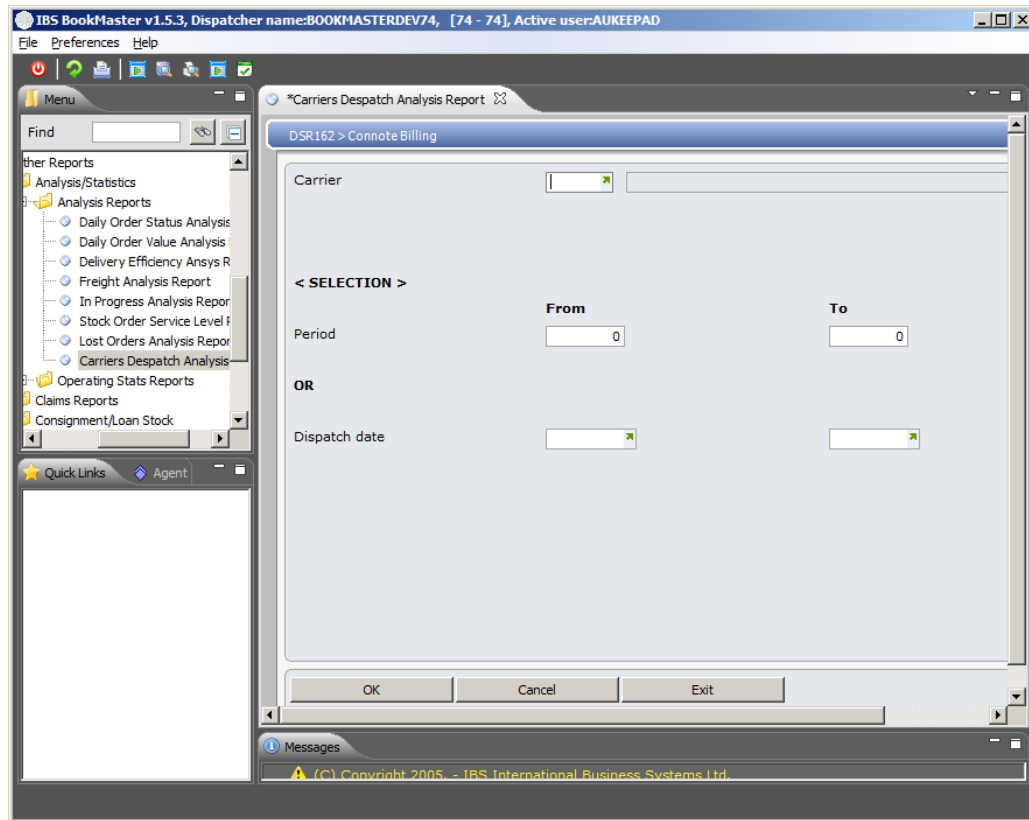 IBS BookMaster v1.5.3, Dispatcher name:BOOKMASTERDEV74, [74 - 74], Active user:AUKEEPAD
File Preferences Help
Menu
Find
ther Reports
Analysis/Statistics
Analysis Reports
Daily Order Status Analysis
Daily Order Value Analysis
Delivery Efficiency Ansys R
Freight Analysis Report
In Progress Analysis Repor
Stock Order Service Level R
Lost Orders Analysis Repor
Carriers Despatch Analysis
Operating Stats Reports
Claims Reports
Consignment/Loan Stock
Quick Links Agent
*Carriers Despatch Analysis Report
DSR162 > Connote Billing
Carrier
< SELECTION >
From To
Period 0 0
OR
Dispatch date
OK Cancel Exit
Messages
(C) Copyright 2005. - IBS International Business Systems Ltd.